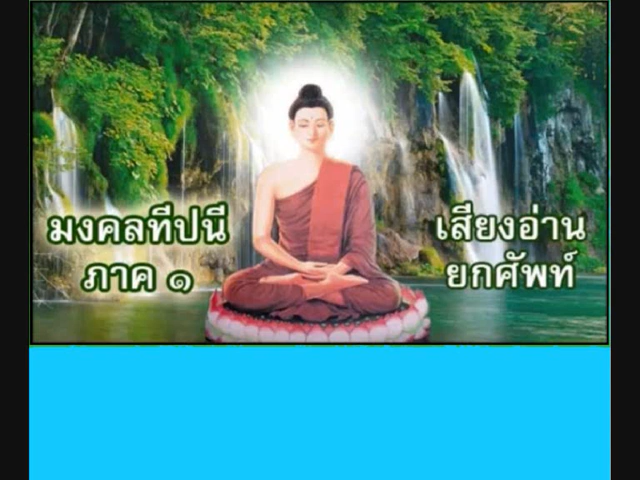 มงคลทีปนี
ภาค ๑
เสียงอ่าน
ยกศัพท์